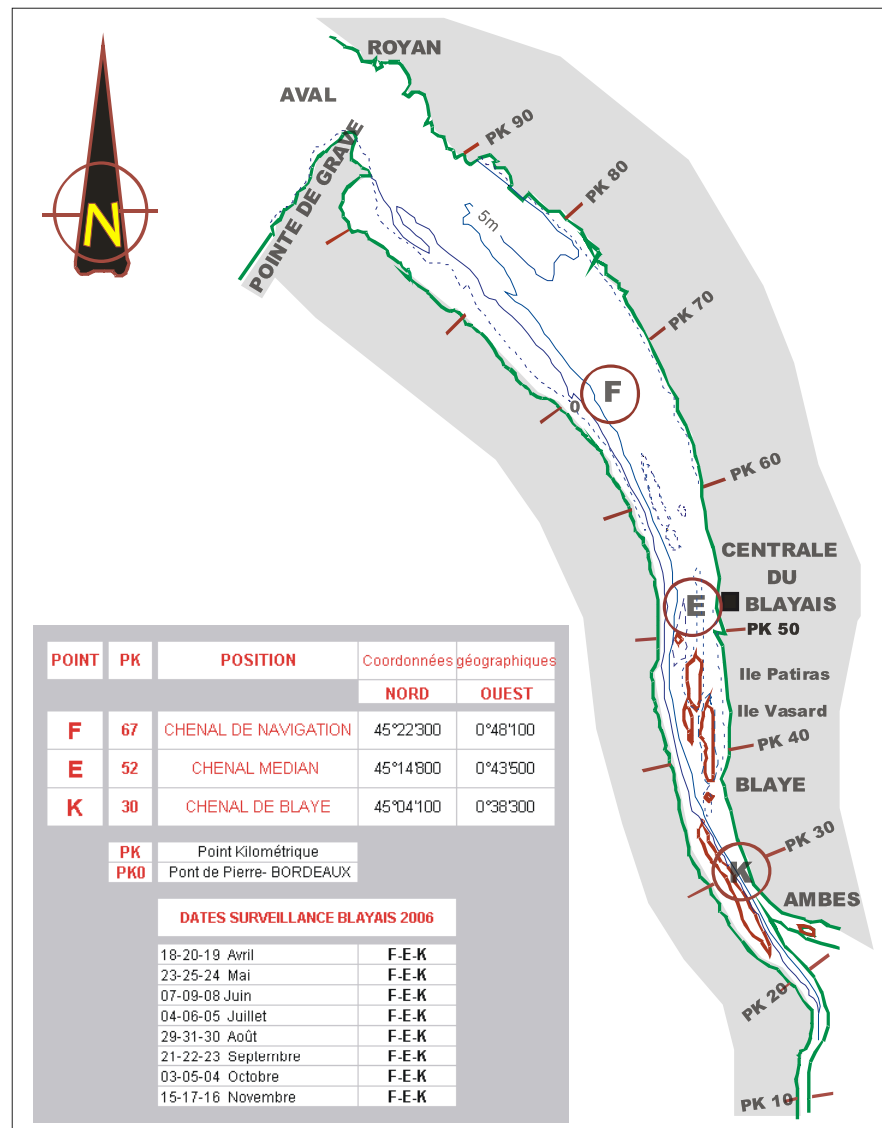 ROYAN
AVAL
PK 90
POINTE DE GRAVE
PK 80
5m
N
PK 70
F
0
PK 60
CENTRALE
DU
BLAYAIS
E
PK 50
Ile Patiras
Ile Vasard
PK 40
BLAYE
PK 30
K
AMBES
PK 20
PK 10
POINT PK POSITION Coordonnées géographiques
NORD OUEST
F 67 CHENAL DE NAVIGATION 45°22'300 0°48'100
E 52 CHENAL MEDIAN 45°14'800 0°43'500
K 30 CHENAL DE BLAYE 45°04'100 0°38'300
PK Point Kilométrique
PK0 Pont de Pierre- BORDEAUX
DATES SURVEILLANCE BLAYAIS 2006
18-20-19 Avril F-E-K
23-25-24 Mai F-E-K
07-09-08 Juin F-E-K
04-06-05 Juillet F-E-K
29-31-30 Août F-E-K
21-22-23 Septembre F-E-K
03-05-04 Octobre F-E-K
15-17-16 Novembre F-E-K